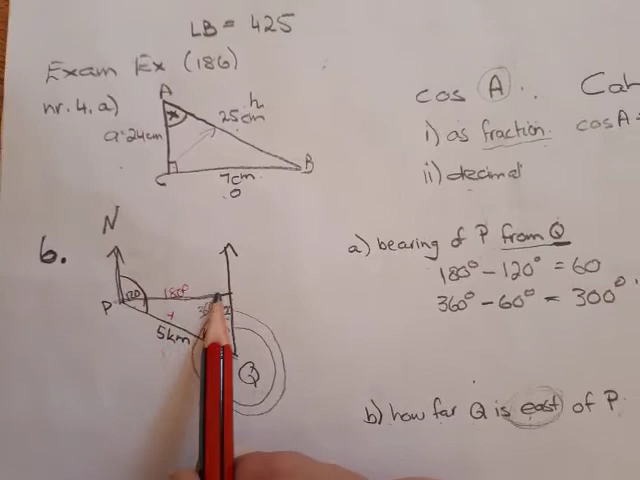 LB = 425
Exam Ex (186)
nr. 4. a)
A
x
h
25cm
a 24cm
C
7cm
O
B
cos A
i) as fraction. cos A =
ii) decimal
6.
N
P
120
180°
5km
Q
a) bearing of P from Q
180° - 120° = 60
360° - 60° = 300°
b) how far Q is east of P.